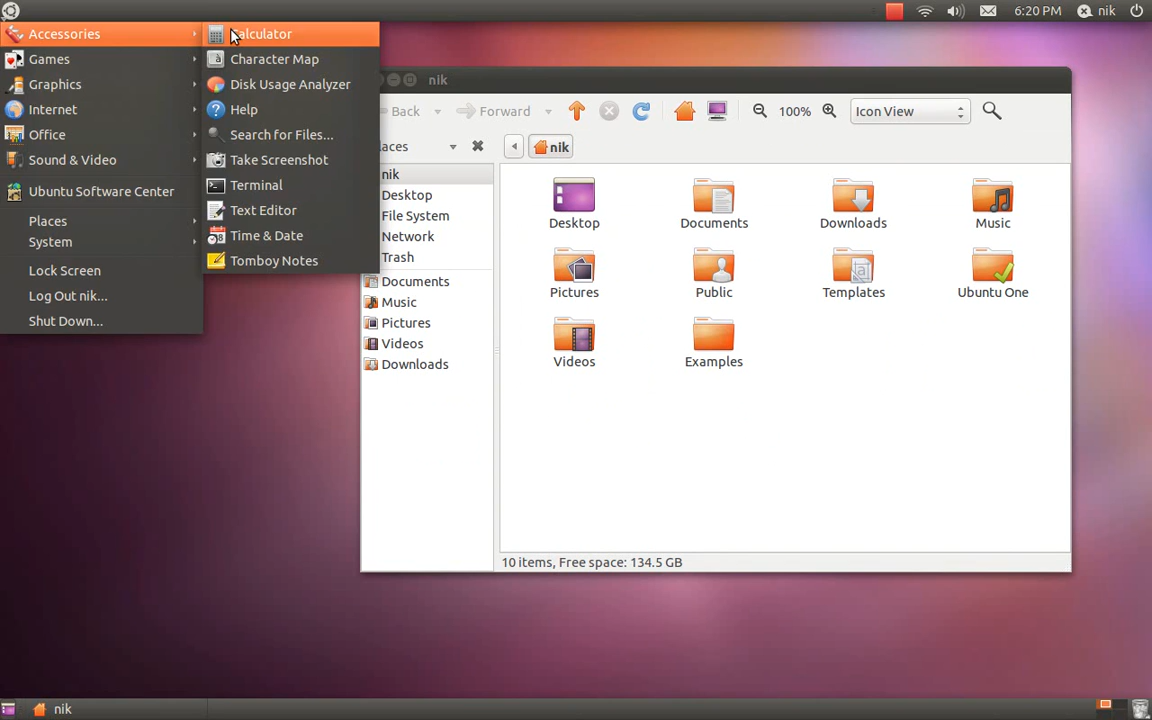 6:20 PM nik
Accessories
Games
Graphics
Internet
Office
Sound & Video
Ubuntu Software Center
Places
System
Lock Screen
Log Out nik...
Shut Down...
alculator
Character Map
Disk Usage Analyzer
Help
Search for Files...
Take Screenshot
Terminal
Text Editor
Time & Date
Tomboy Notes
nik
Back Forward 100% Icon View
laces nik
nik
Desktop
File System
Network
Trash
Documents
Music
Pictures
Videos
Downloads
Desktop Documents Downloads Music
Pictures Public Templates Ubuntu One
Videos Examples
10 items, Free space: 134.5 GB
nik